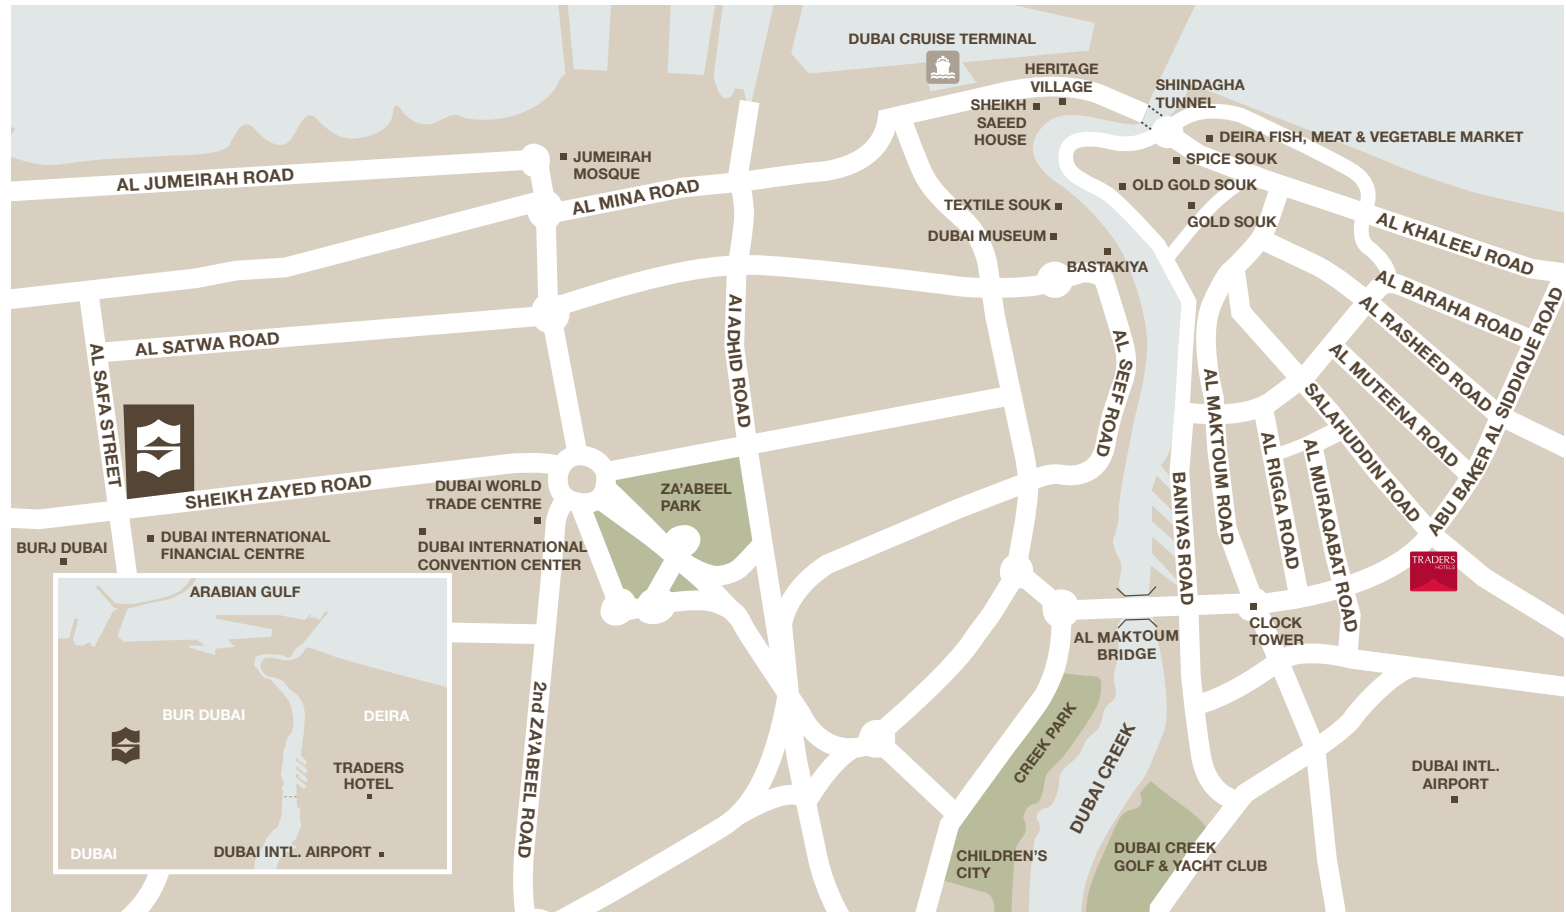 DUBAI CRUISE TERMINAL
HERITAGE
VILLAGE
SHINDAGHA
TUNNEL
SHEIKH
SAEED
HOUSE
DEIRA FISH, MEAT & VEGETABLE MARKET
JUMEIRAH
MOSQUE
SPICE SOUK
AL JUMEIRAH ROAD
AL MINA ROAD
OLD GOLD SOUK
TEXTILE SOUK
GOLD SOUK
DUBAI MUSEUM
BASTAKIYA
AL KHALEEJ ROAD
AL BARAHA ROAD
AL RASHEED ROAD
AL MUTEENA ROAD
SALAHUDDIN ROAD
ABU BAKER AL SIDDIQUE ROAD
AL SATWA ROAD
AL SAFA STREET
Al ADHID ROAD
AL SEEF ROAD
AL MAKTOUM ROAD
AL RIGGA ROAD
AL MURAQABAT ROAD
BANIYAS ROAD
SHEIKH ZAYED ROAD
DUBAI WORLD
TRADE CENTRE
ZA'ABEEL
PARK
DUBAI INTERNATIONAL
FINANCIAL CENTRE
DUBAI INTERNATIONAL
CONVENTION CENTER
BURJ DUBAI
TRADERS
HOTELS
ARABIAN GULF
BUR DUBAI
DEIRA
TRADERS
HOTEL
DUBAI
DUBAI INTL. AIRPORT
2nd ZA'ABEEL ROAD
AL MAKTOUM
BRIDGE
CLOCK
TOWER
CREEK PARK
DUBAI CREEK
DUBAI INTL.
AIRPORT
CHILDREN'S
CITY
DUBAI CREEK
GOLF & YACHT CLUB